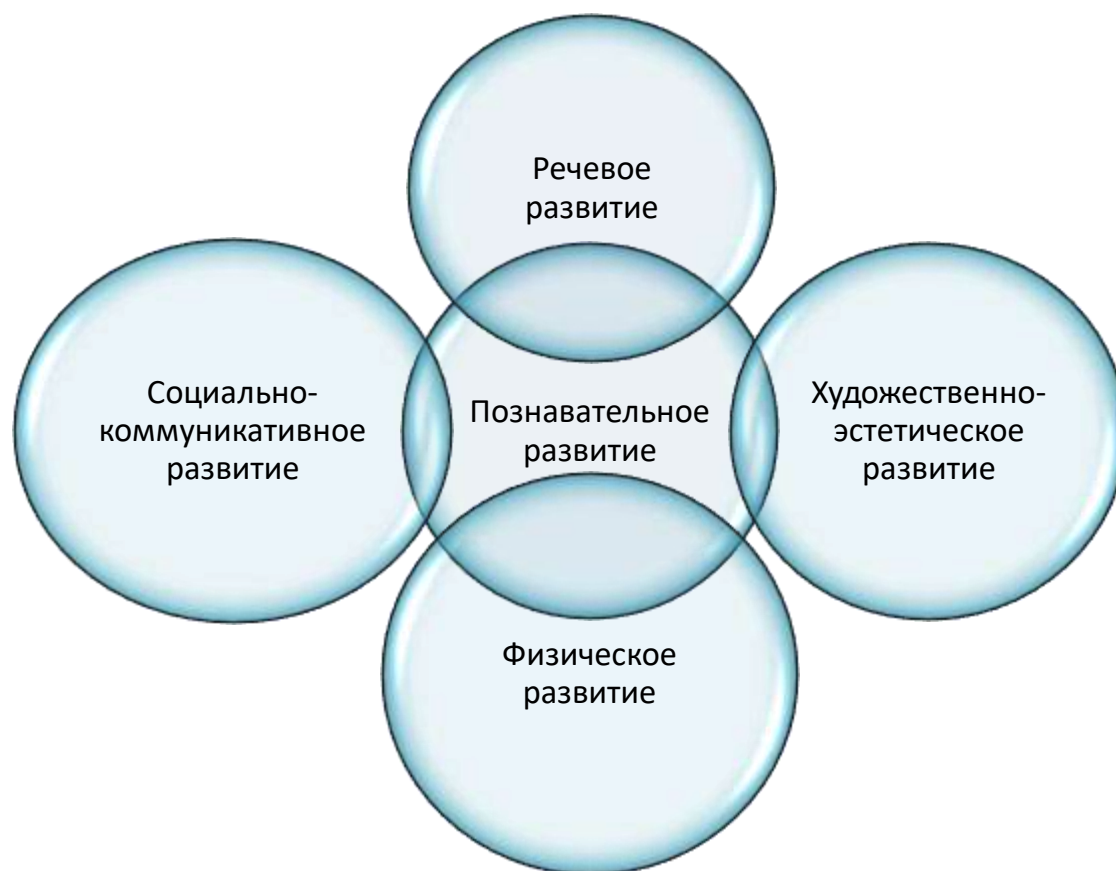 Речевое
развитие
Социально-
коммуникативное
развитие
Познавательное
развитие
Художественно-
эстетическое
развитие
Физическое
развитие